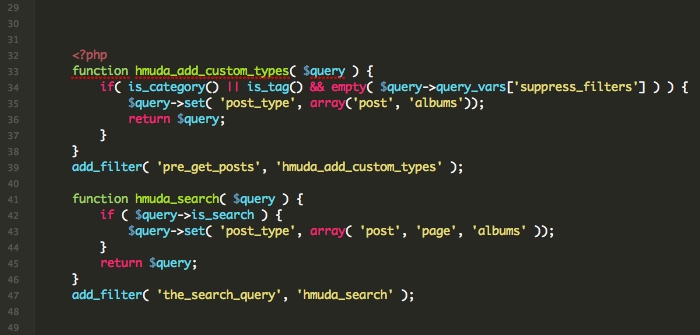 29
30
31
32 <?php
33 function hmuda_add_custom_types( $query ) {
34 if( is_category() || is_tag() && empty( $query->query_vars['suppress_filters'] ) ) {
35 $query->set( 'post_type', array('post', 'albums'));
36 return $query;
37 }
38 }
39 add_filter( 'pre_get_posts', 'hmuda_add_custom_types' );
40
41 function hmuda_search( $query ) {
42 if ( $query->is_search ) {
43 $query->set( 'post_type', array( 'post', 'page', 'albums' ));
44 }
45 return $query;
46 }
47 add_filter( 'the_search_query', 'hmuda_search' );
48
49